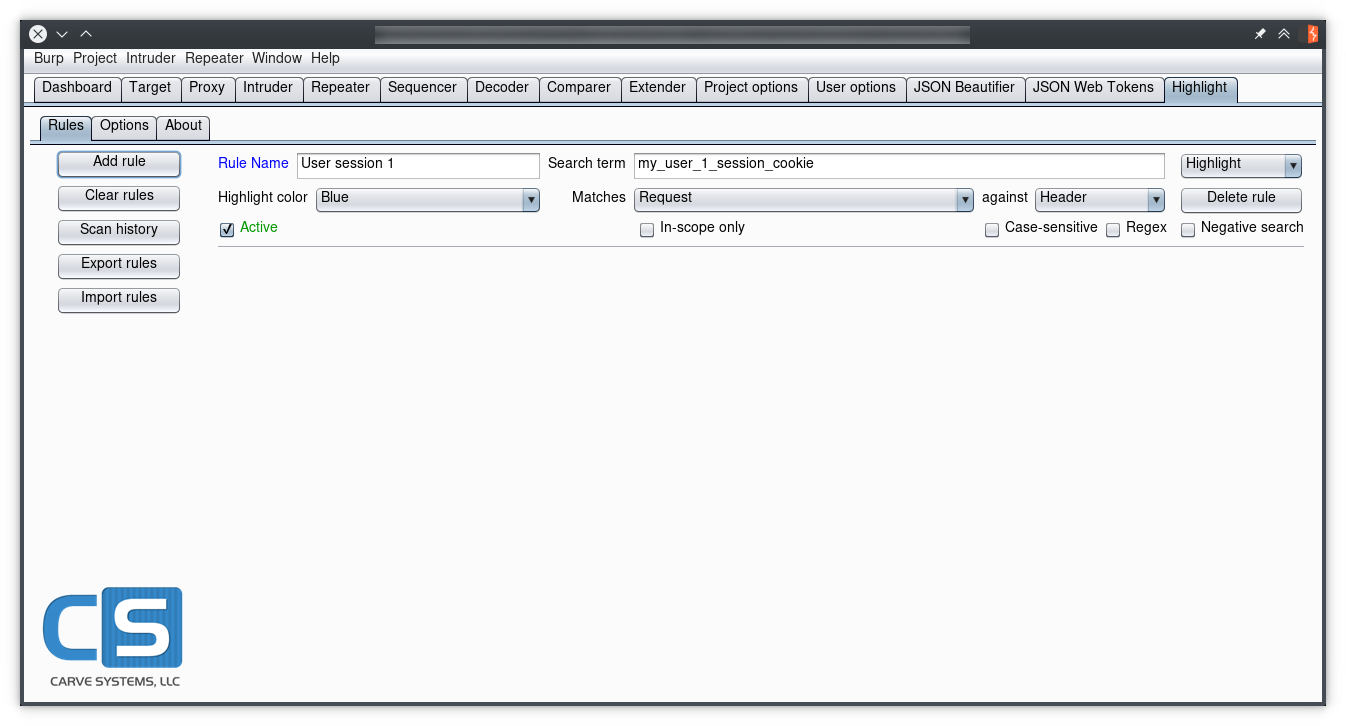 Burp Project Intruder Repeater Window Help
Dashboard Target Proxy Intruder Repeater Sequencer Decoder Comparer Extender Project options User options JSON Beautifier JSON Web Tokens Highlight
Rules Options About
Add rule
Clear rules
Scan history
Export rules
Import rules
Rule Name User session 1 Search term my_user_1_session_cookie Highlight
Highlight color Blue Matches Request against Header Delete rule
Active In-scope only Case-sensitive Regex Negative search
CS
CARVE SYSTEMS, LLC